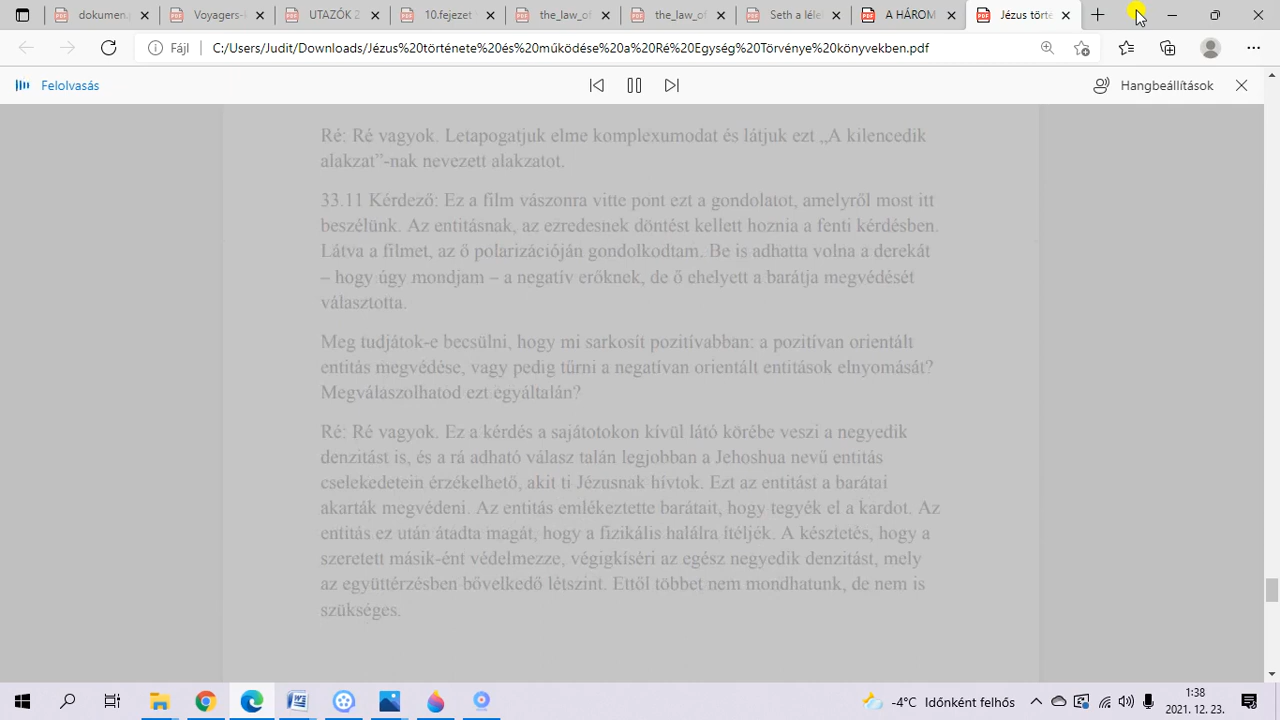 dokumen
Voyagers-
UTAZÓK 2
10.fejezet
the_law_of
the_law_of
Seth a léle
A HÁROM
Jézus törté
Fájl
C:/Users/Judit/Downloads/Jézus%20története%20és%20működése%20a%20Ré%20Egység%20Törvénye%20könyvekben.pdf
Felolvasás
Hangbeállítások
Ré: Ré vagyok. Letapogatjuk elme komplexumodat és látjuk ezt „A kilencedik
alakzat”-nak nevezett alakzatot.
33.11 Kérdező: Ez a film vászonra vitte pont ezt a gondolatot, amelyről most itt
beszélünk. Az entitásnak, az ezredesnek döntést kellett hoznia a fenti kérdésben.
Látva a filmet, az ő polarizációján gondolkodtam. Be is adhatta volna a derekát
– hogy úgy mondjam – a negatív erőknek, de ő ehelyett a barátja megvédését
választotta.
Meg tudjátok-e becsülni, hogy mi sarkosít pozitívabban: a pozitívan orientált
entitás megvédése, vagy pedig tűrni a negatívan orientált entitások elnyomását?
Megválaszolhatod ezt egyáltalán?
Ré: Ré vagyok. Ez a kérdés a sajátotokon kívül látó körébe veszi a negyedik
denzitást is, és a rá adható válasz talán legjobban a Jehoshua nevű entitás
cselekedetein érzékelhető, akit ti Jézusnak hívtok. Ezt az entitást a barátai
akarták megvédeni. Az entitás emlékeztette barátait, hogy tegyék el a kardot. Az
entitás ez után átadta magát, hogy a fizikális halálra ítéljék. A késztetés, hogy a
szeretett másik-ént védelmezze, végigkíséri az egész negyedik denzitást, mely
az együttérzésben bővelkedő létszint. Ettől többet nem mondhatunk, de nem is
szükséges.
-4°C Időnként felhős
1:38
2021. 12. 23.